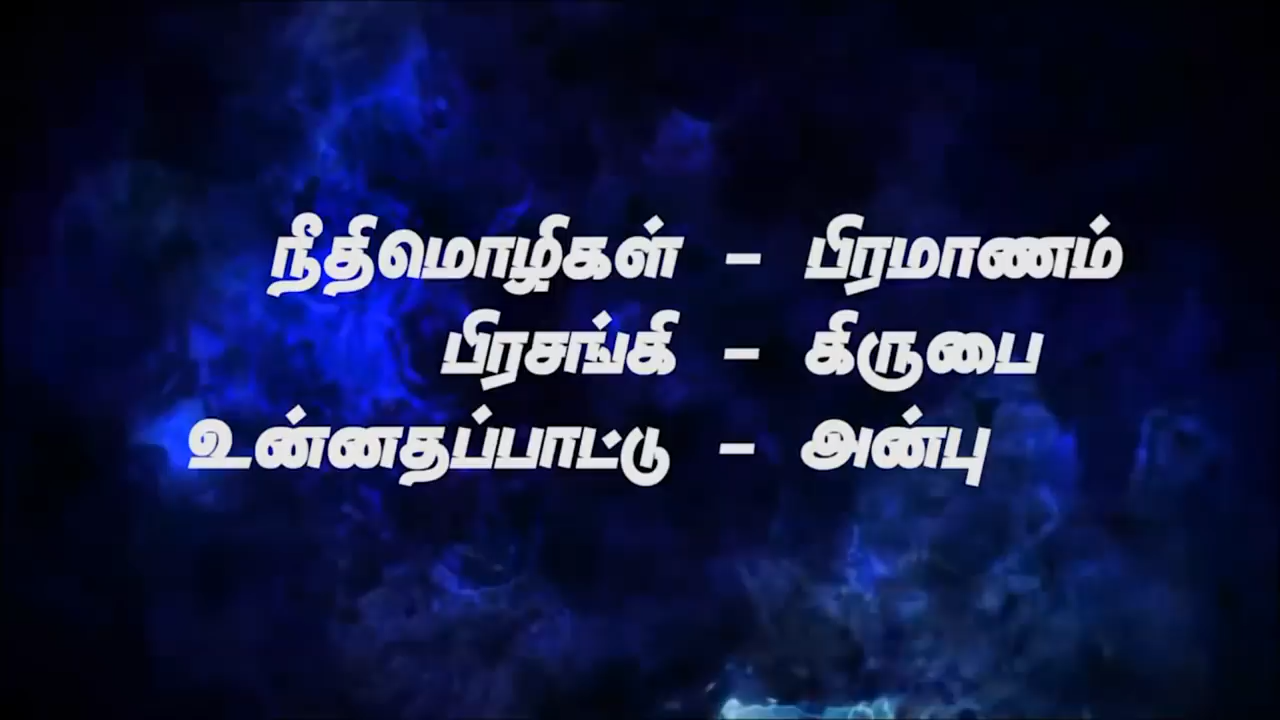 நீதிமொழிகள் – பிரமாணம்
பிரசங்கி – கிருபை
உன்னதப்பாட்டு – அன்பு